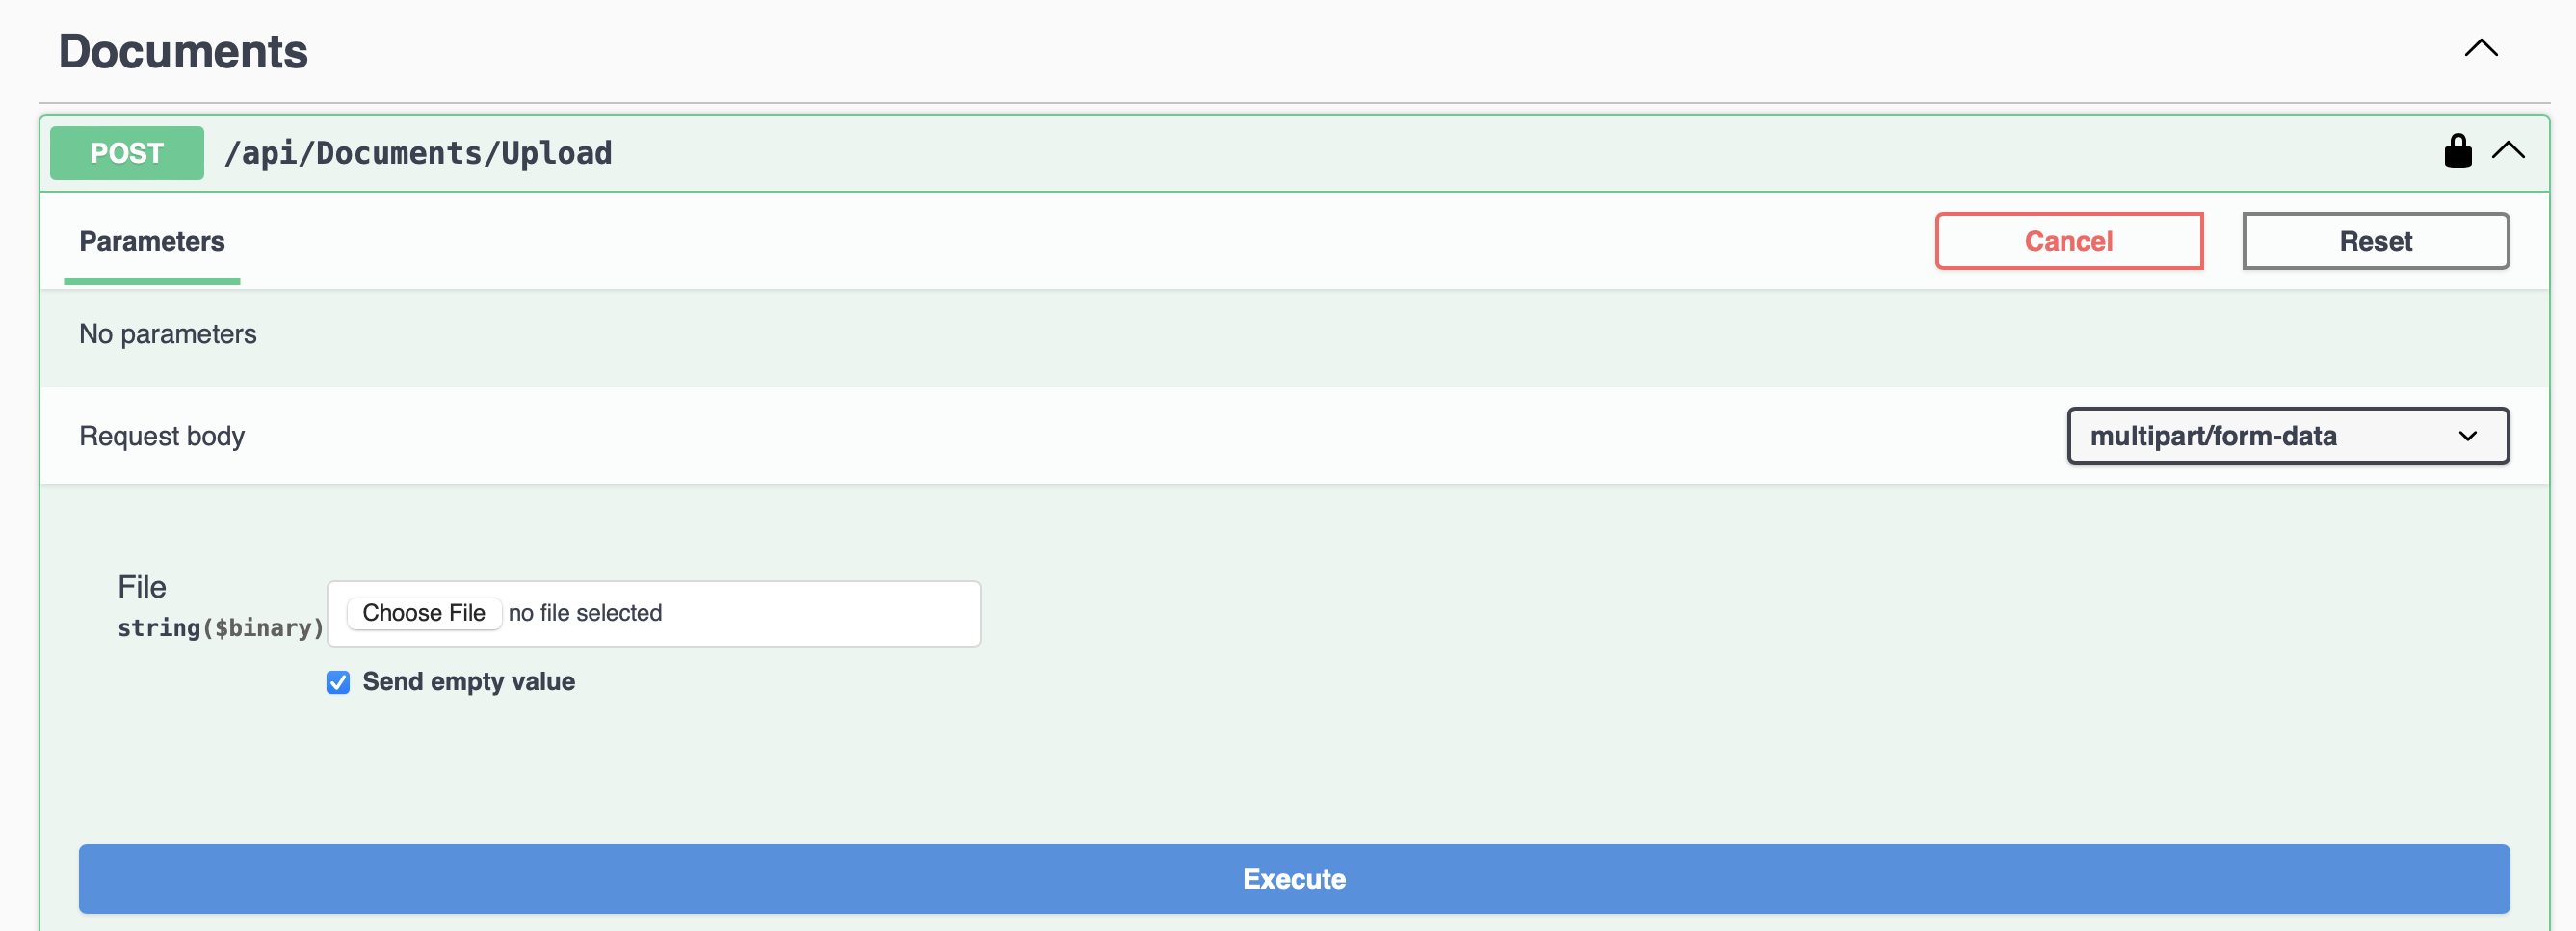 Documents
POST /api/Documents/Upload
Parameters Cancel Reset
No parameters
Request body multipart/form-data
File
string($binary) Choose File no file selected
Send empty value
Execute